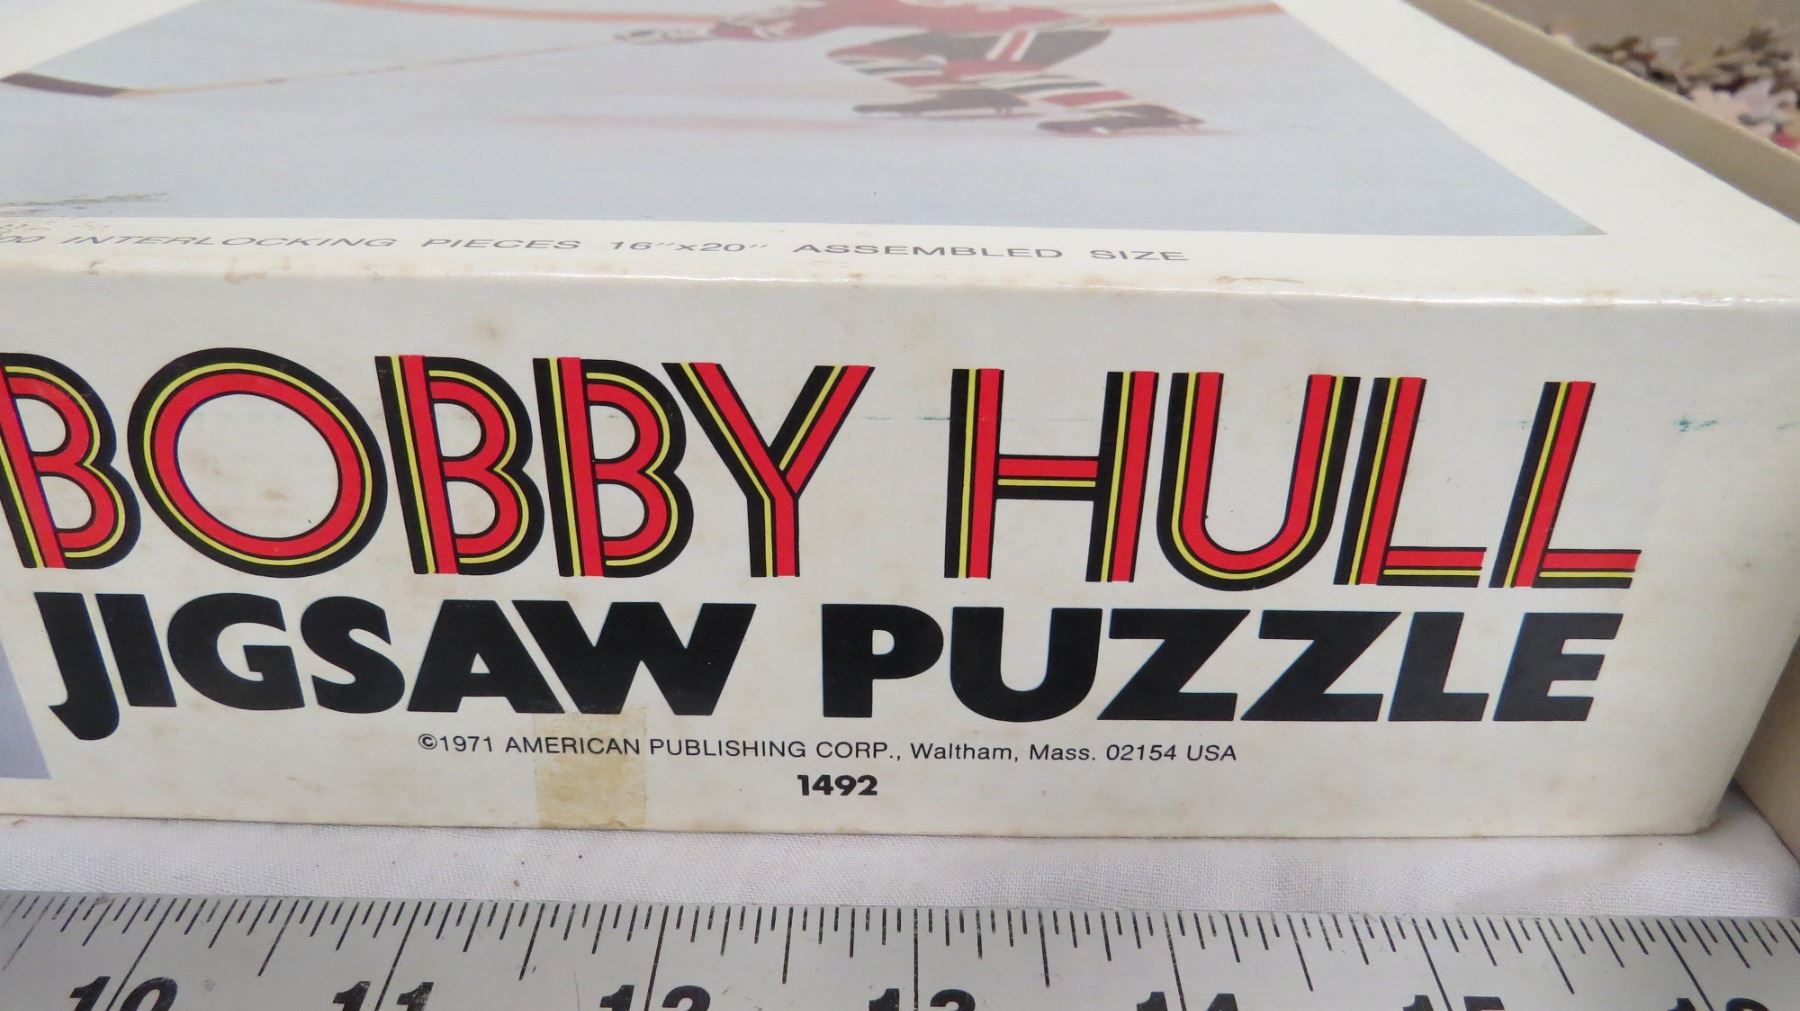 INTERLOCKING PIECES 16"x20" ASSEMBLED SIZE
BOBBY HULL
JIGSAW PUZZLE
©1971 AMERICAN PUBLISHING CORP., Waltham, Mass. 02154 USA
1492
10 11 12 13 14 15